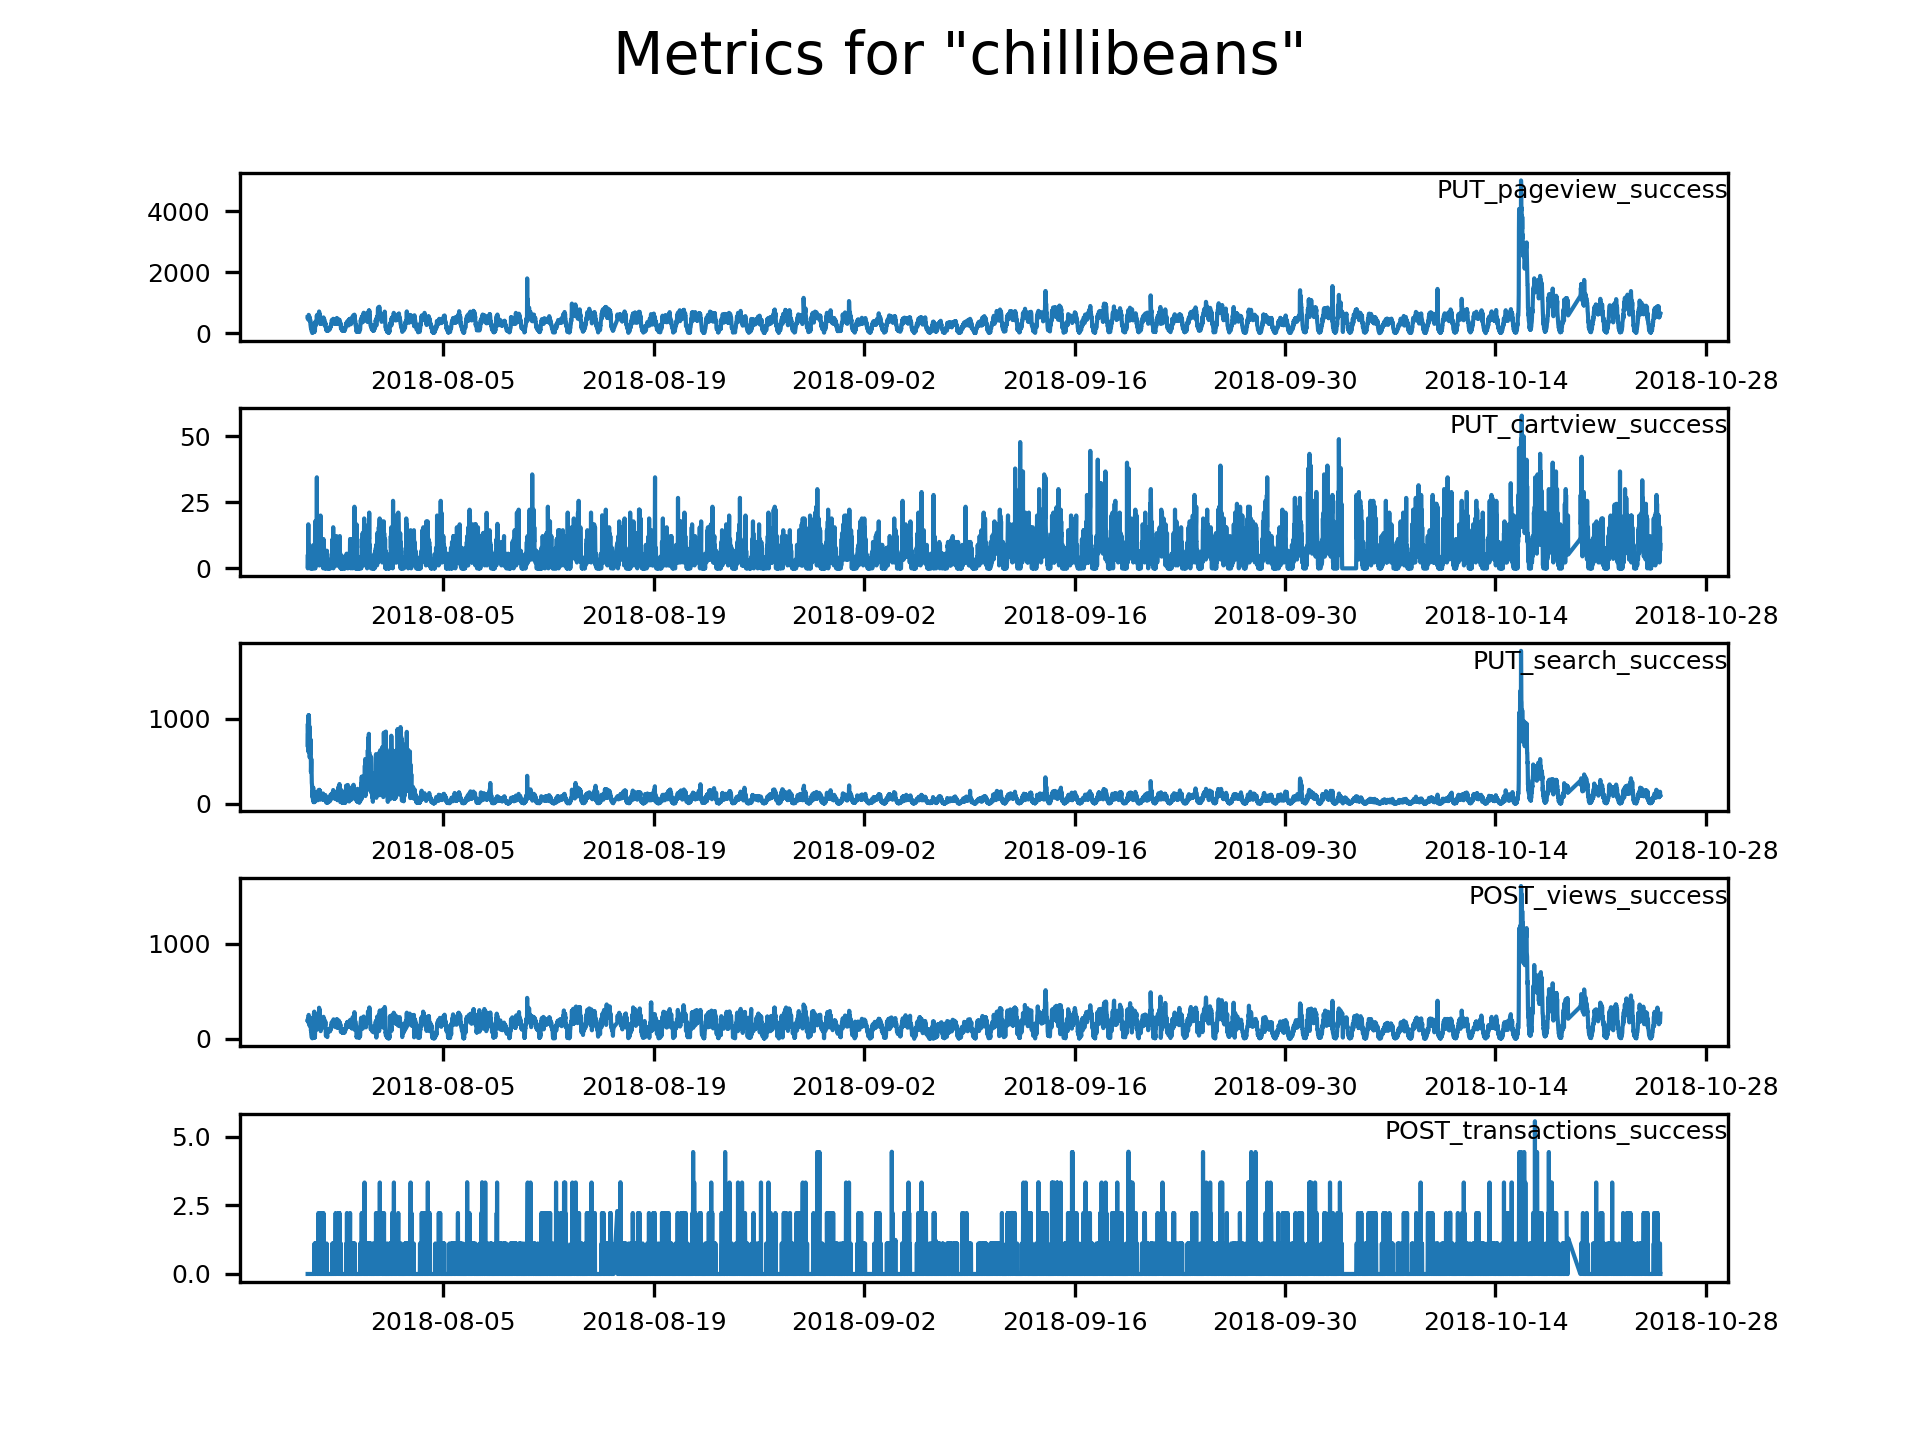 Metrics for "chillibeans"
PUT_pageview_success
4000
2000
0
2018-08-05 2018-08-19 2018-09-02 2018-09-16 2018-09-30 2018-10-14 2018-10-28
PUT_cartview_success
50
25
0
2018-08-05 2018-08-19 2018-09-02 2018-09-16 2018-09-30 2018-10-14 2018-10-28
PUT_search_success
1000
0
2018-08-05 2018-08-19 2018-09-02 2018-09-16 2018-09-30 2018-10-14 2018-10-28
POST_views_success
1000
0
2018-08-05 2018-08-19 2018-09-02 2018-09-16 2018-09-30 2018-10-14 2018-10-28
POST_transactions_success
5.0
2.5
0.0
2018-08-05 2018-08-19 2018-09-02 2018-09-16 2018-09-30 2018-10-14 2018-10-28